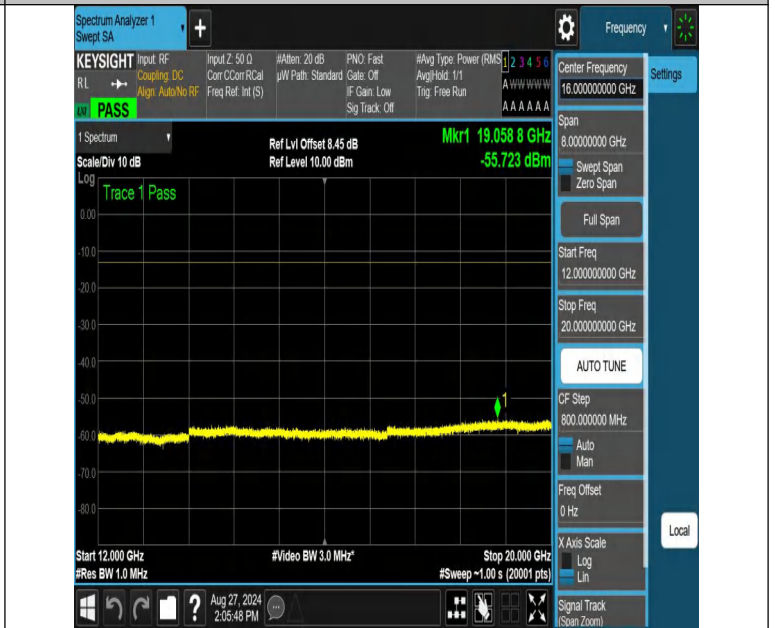 Spectrum Analyzer 1
Swept SA
+
Frequency
KEYSIGHT
RL
PASS
Input: RF
Coupling: DC
Align: Auto/No RF
Input Z: 50 Ω
Corr CCorr RCal
Freq Ref: Int (S)
#Atten: 20 dB
µW Path: Standard
PNO: Fast
Gate: Off
IF Gain: Low
Sig Track: Off
#Avg Type: Power (RMS
Avg|Hold: 1/1
Trig: Free Run
1 2 3 4 5 6
A W W W W W
A A A A A A
1 Spectrum
Scale/Div 10 dB
Ref Lvl Offset 8.45 dB
Ref Level 10.00 dBm
Mkr1 19.058 8 GHz
-55.723 dBm
Log
Trace 1 Pass
0.00
-10.0
-20.0
-30.0
-40.0
-50.0
-60.0
-70.0
-80.0
1
Start 12.000 GHz
#Res BW 1.0 MHz
#Video BW 3.0 MHz*
Stop 20.000 GHz
#Sweep ~1.00 s (20001 pts)
Aug 27, 2024
2:05:48 PM
Center Frequency
16.000000000 GHz
Settings
Span
8.00000000 GHz
Swept Span
Zero Span
Full Span
Start Freq
12.000000000 GHz
Stop Freq
20.000000000 GHz
AUTO TUNE
CF Step
800.000000 MHz
Auto
Man
Freq Offset
0 Hz
X Axis Scale
Log
Lin
Local
Signal Track
(Span Zoom)